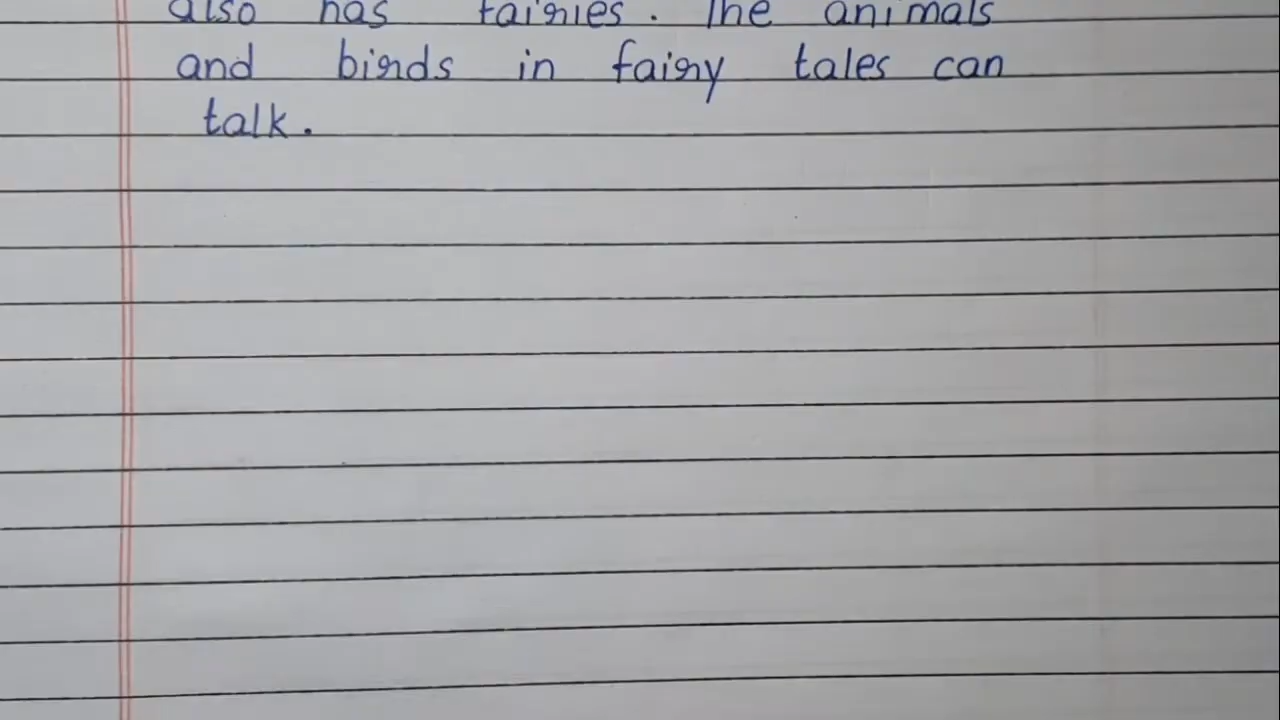 also has fairies. The animals
and birds in fairy tales can
talk.